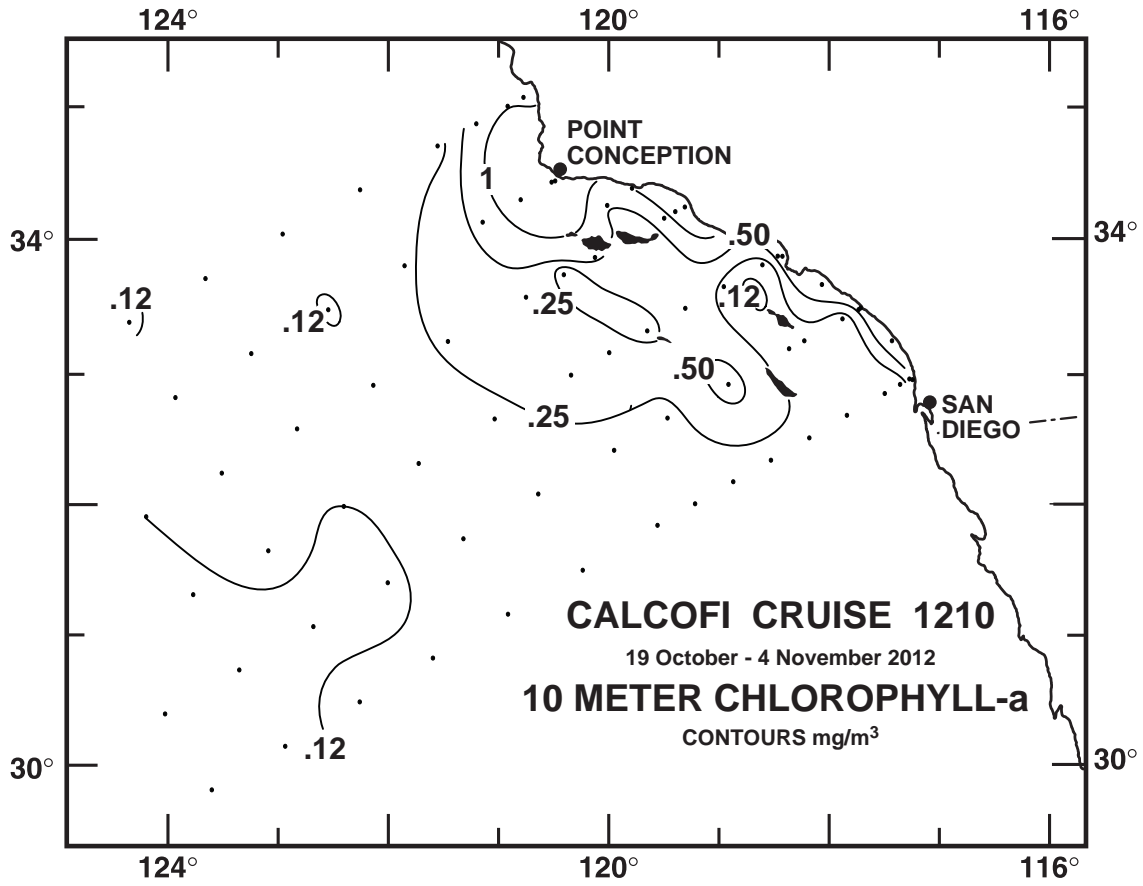 124° 120° 116°
POINT
CONCEPTION
1
34° .50 34°
.12 .12 .25 .12
.50
.25
SAN
DIEGO
CALCOFI CRUISE 1210
19 October - 4 November 2012
10 METER CHLOROPHYLL-a
CONTOURS mg/m³
.12
30° 30°
124° 120° 116°